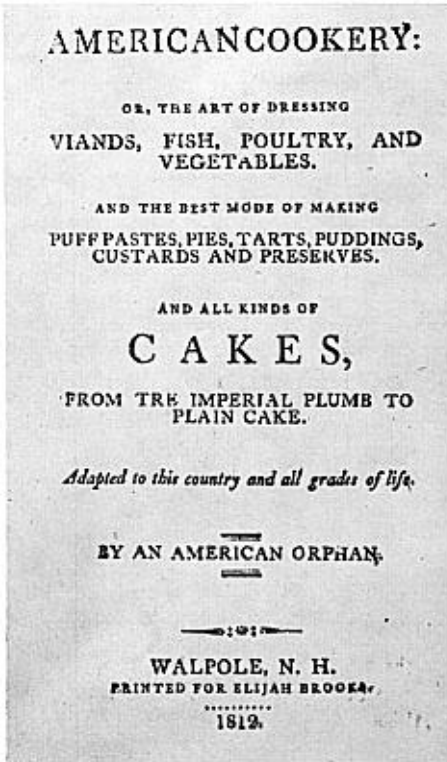 AMERICAN COOKERY:
OR, THE ART OF DRESSING
VIANDS, FISH, POULTRY, AND
VEGETABLES.
AND THE BEST MODE OF MAKING
PUFF PASTES, PIES, TARTS, PUDDINGS,
CUSTARDS AND PRESERVES.
AND ALL KINDS OF
CAKES,
FROM TRE IMPERIAL PLUMB TO
PLAIN CAKE.
Adapted to this country and all grades of life.
BY AN AMERICAN ORPHAN.
WALPOLE, N. H.
PRINTED FOR ELIJAH BROOKS,
1812.